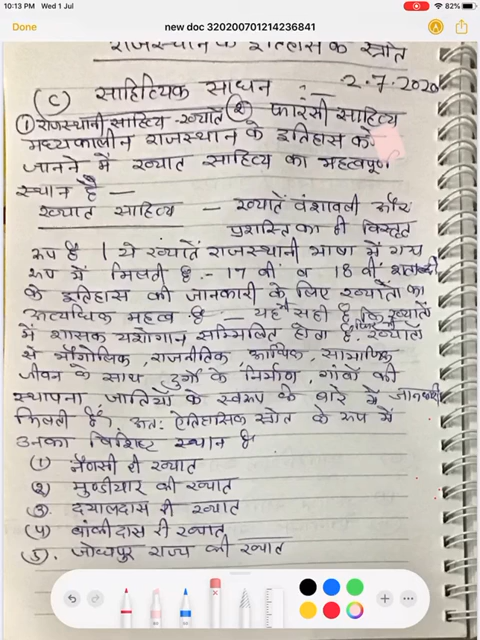 10:13 PM Wed 1 Jul 82%
Done new doc 320200701214236841
राजस्थान के इतिहास के स्त्रोत
(C) साहित्यिक साधन :— 2.7.2020
① राजस्थानी साहित्य-ख्यातें ② फारसी साहित्य
मध्यकालीन राजस्थान के इतिहास को
जानने में ख्यात साहित्य का महत्वपूर्ण
स्थान है —
ख्यात साहित्य — ख्यातें वंशावली और
प्रशस्ति का ही विस्तृत
रूप है । ये ख्यातें राजस्थानी भाषा में गद्य
रूप में मिलती है.- 17 वीं व 18 वीं शताब्दी
के इतिहास की जानकारी के लिए ख्यातों का
अत्यधिक महत्व है — यह सही है कि ख्यातों
में शासक यशोगान सम्मिलित होता है, ख्यातों
से भौगोलिक, राजनीतिक आर्थिक, सामाजिक
जीवन के साथ, दुर्गों के निर्माण, गांवों की
स्थापना, जातियों के स्वरूप के बारे में जानकारी
मिलती है, अतः ऐतिहासिक स्त्रोत के रूप में
उनका विशिष्ट स्थान है
(1) नैणसी री ख्यात
(2) मुण्डीयार की ख्यात
(3). दयालदास री ख्यात
(4) बांकीदास री ख्यात
(5). जोधपुर राज्य की ख्यात